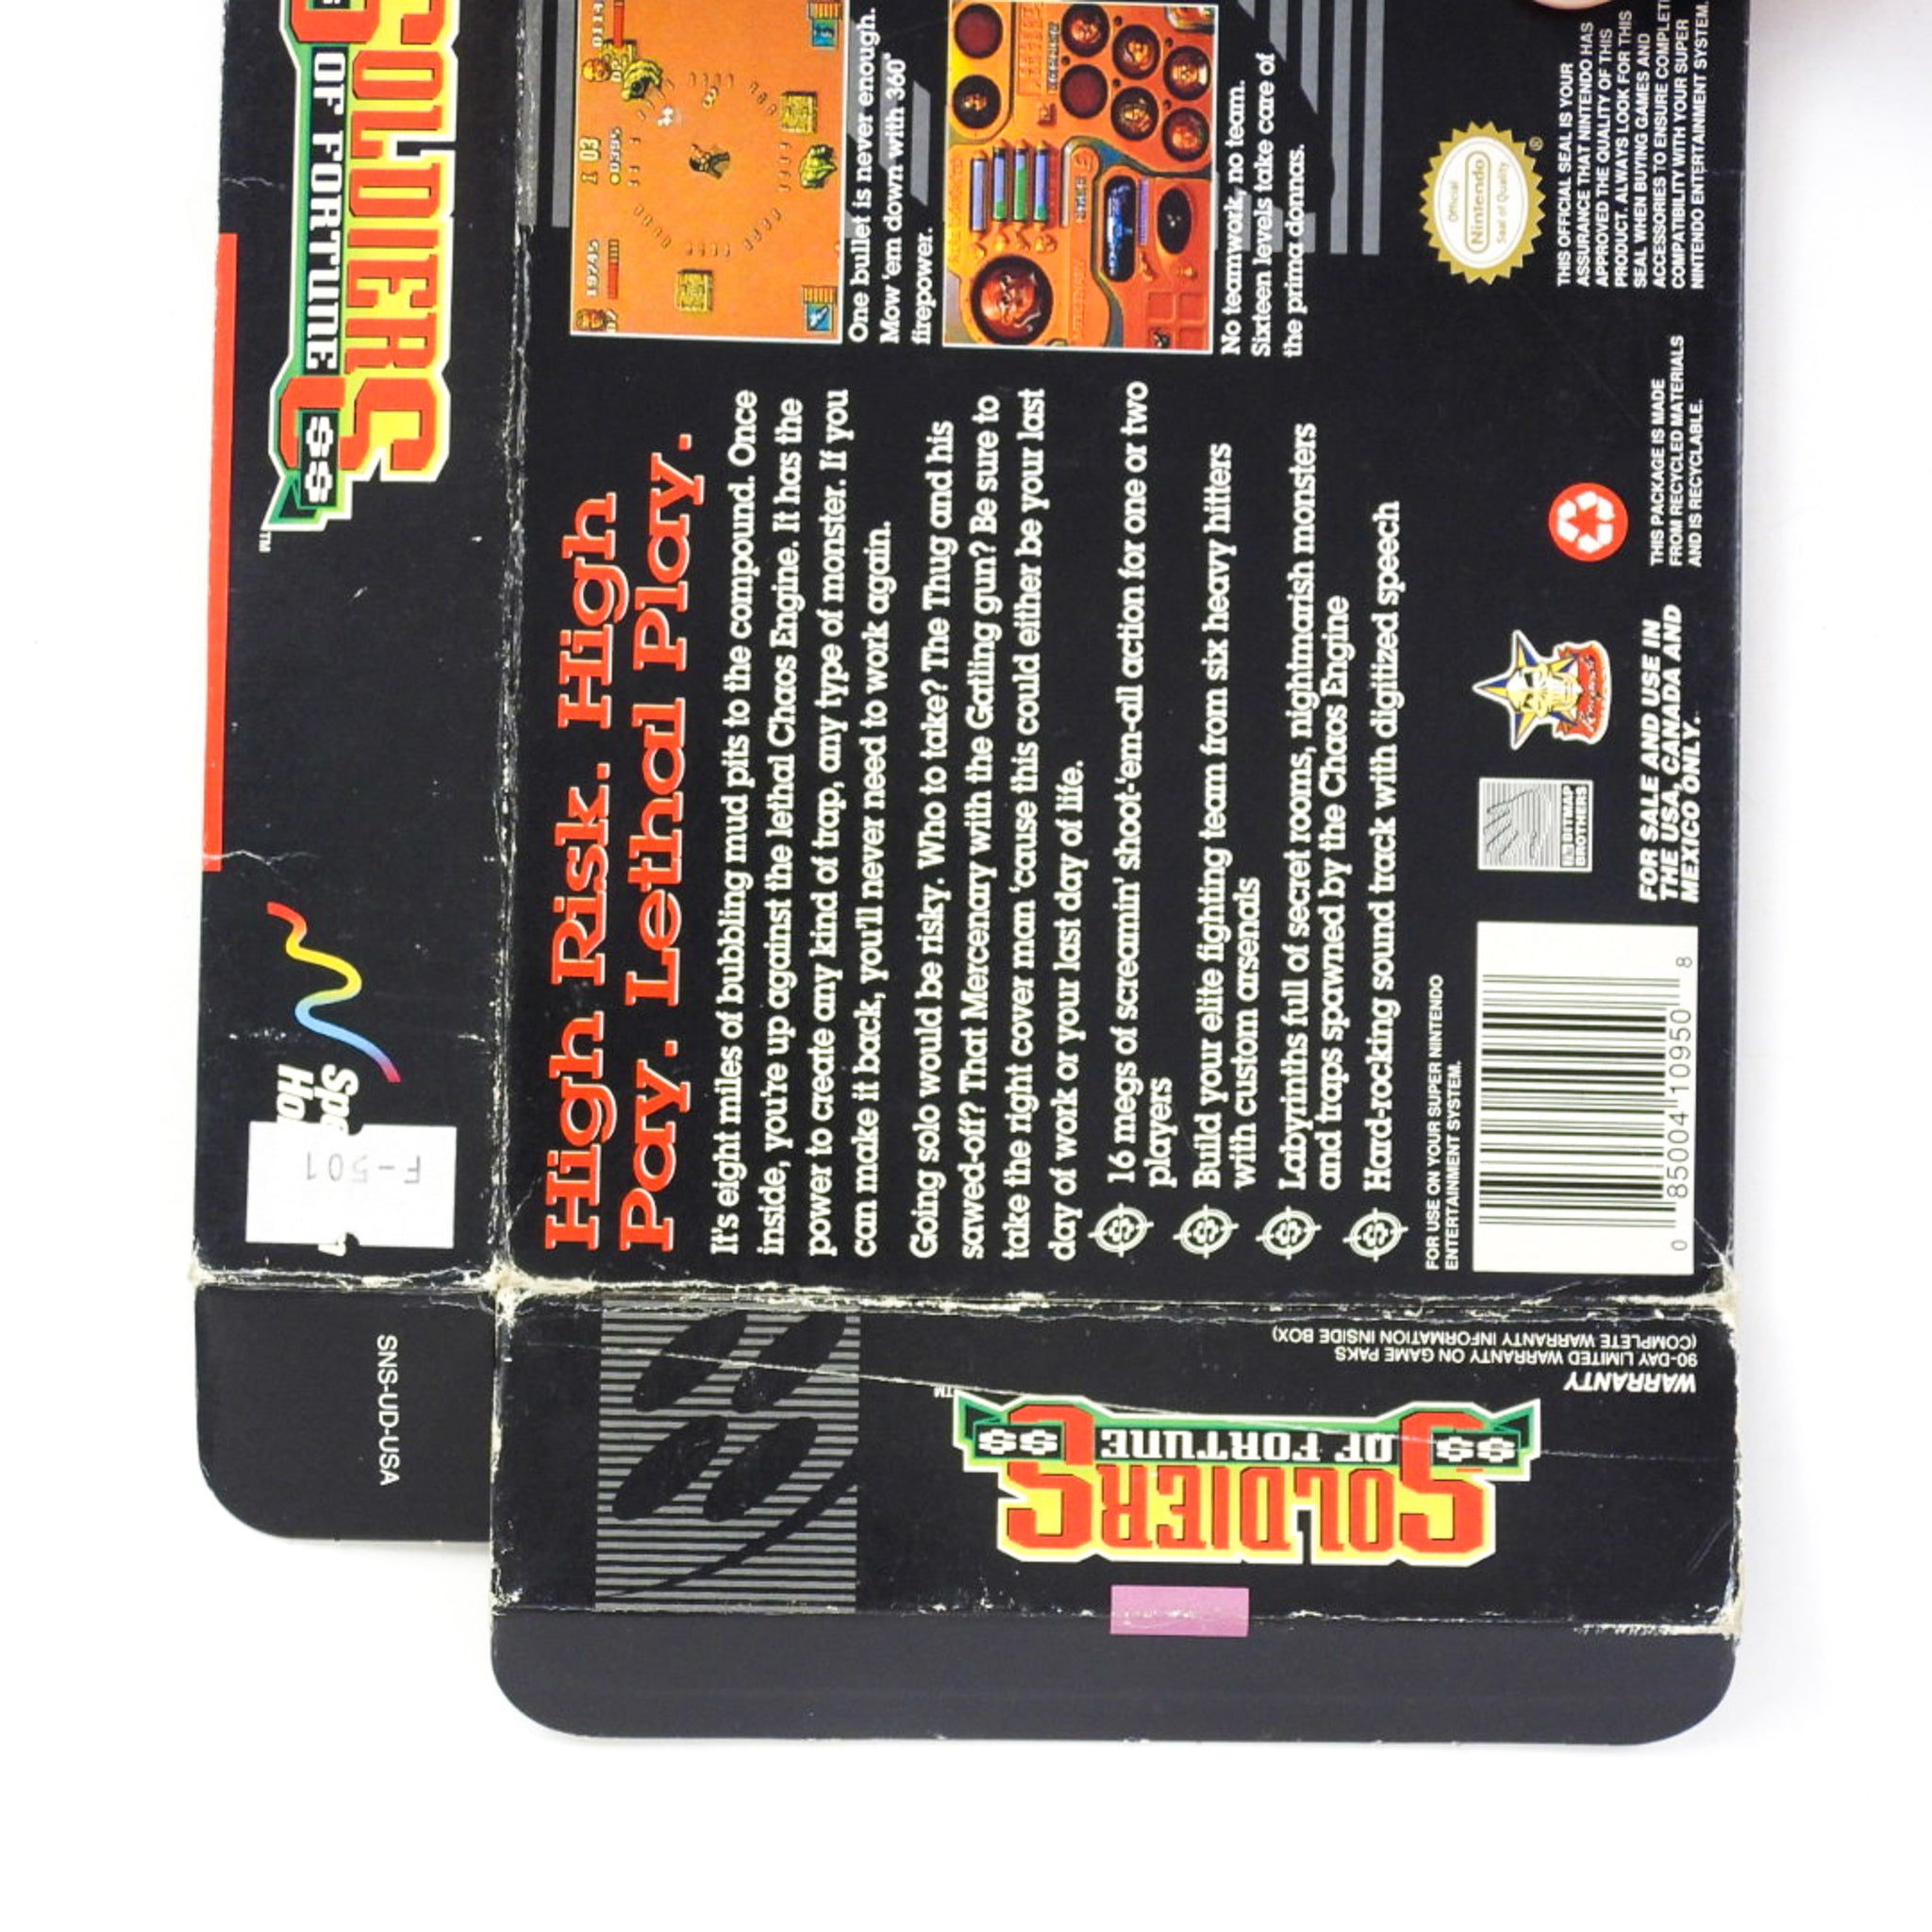 SOLDIERS
OF FORTUNE
$$
TM
F-501
SNS-UD-USA
High Risk. High
Pay. Lethal Play.
It's eight miles of bubbling mud pits to the compound. Once
inside, you're up against the lethal Chaos Engine. It has the
power to create any kind of trap, any type of monster. If you
can make it back, you'll never need to work again.
Going solo would be risky. Who to take? The Thug and his
sawed-off? That Mercenary with the Gatling gun? Be sure to
take the right cover man 'cause this could either be your last
day of work or your last day of life.
16 megs of screamin' shoot-'em-all action for one or two
players
Build your elite fighting team from six heavy hitters
with custom arsenals
Labyrinths full of secret rooms, nightmarish monsters
and traps spawned by the Chaos Engine
Hard-rocking sound track with digitized speech
One bullet is never enough.
Mow 'em down with 360°
firepower.
No teamwork, no team.
Sixteen levels take care of
the prima donnas.
FOR USE ON YOUR SUPER NINTENDO
ENTERTAINMENT SYSTEM.
0 85004 10950 8
THE BITMAP
BROTHERS
FOR SALE AND USE IN
THE USA, CANADA AND
MEXICO ONLY.
THIS PACKAGE IS MADE
FROM RECYCLED MATERIALS
AND IS RECYCLABLE.
Official
Nintendo
Seal of Quality
®
THIS OFFICIAL SEAL IS YOUR
ASSURANCE THAT NINTENDO HAS
APPROVED THE QUALITY OF THIS
PRODUCT. ALWAYS LOOK FOR THIS
SEAL WHEN BUYING GAMES AND
ACCESSORIES TO ENSURE COMPLETE
COMPATIBILITY WITH YOUR SUPER
NINTENDO ENTERTAINMENT SYSTEM.
WARRANTY
90-DAY LIMITED WARRANTY ON GAME PAKS
(COMPLETE WARRANTY INFORMATION INSIDE BOX)
SOLDIERS
$$ OF FORTUNE $$
TM